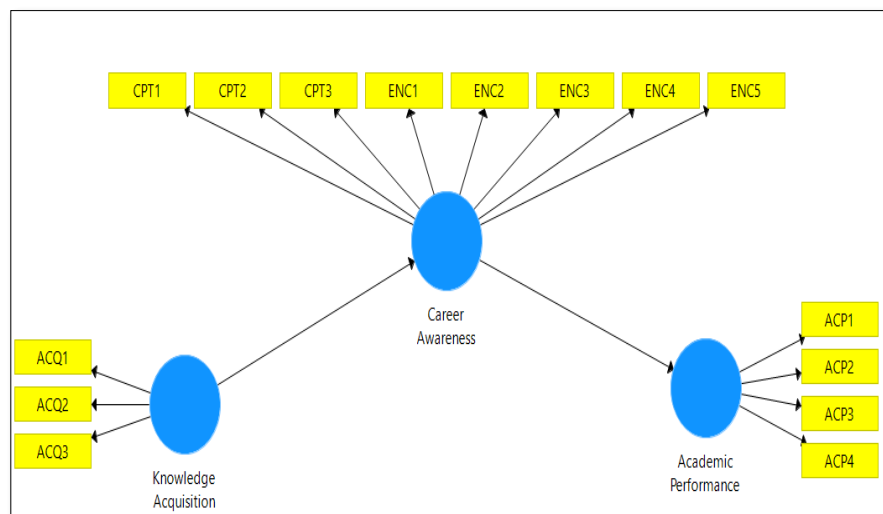 CPT1 CPT2 CPT3 ENC1 ENC2 ENC3 ENC4 ENC5
Career
Awareness
ACQ1
ACQ2
ACQ3
Knowledge
Acquisition
ACP1
ACP2
ACP3
ACP4
Academic
Performance